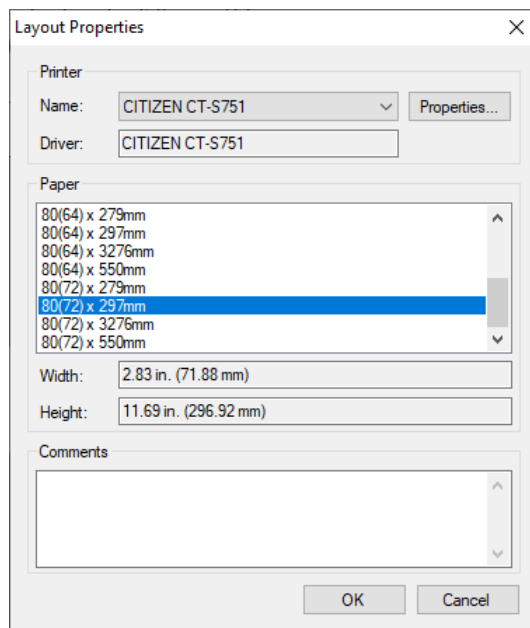 Layout Properties
Printer
Name: CITIZEN CT-S751 Properties...
Driver: CITIZEN CT-S751
Paper
80(64) x 279mm
80(64) x 297mm
80(64) x 3276mm
80(64) x 550mm
80(72) x 279mm
80(72) x 297mm
80(72) x 3276mm
80(72) x 550mm
Width: 2.83 in. (71.88 mm)
Height: 11.69 in. (296.92 mm)
Comments
OK Cancel